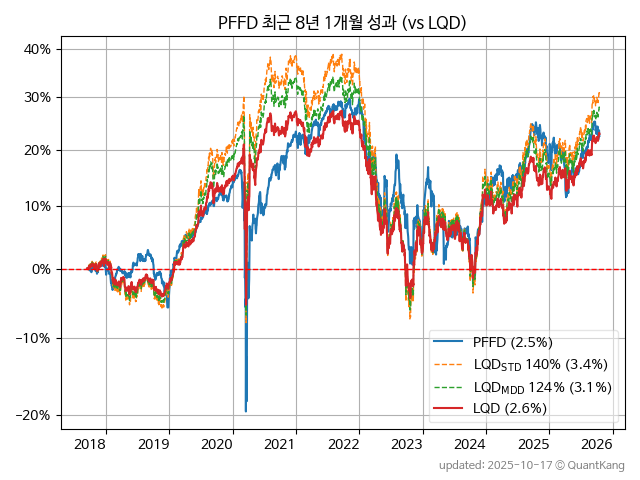 PFFD 최근 8년 1개월 성과 (vs LQD)
40%
30%
20%
10%
0%
−10%
−20%
PFFD (2.5%)
LQD_STD 140% (3.4%)
LQD_MDD 124% (3.1%)
LQD (2.6%)
2018 2019 2020 2021 2022 2023 2024 2025 2026
updated: 2025-10-17 © QuantKang